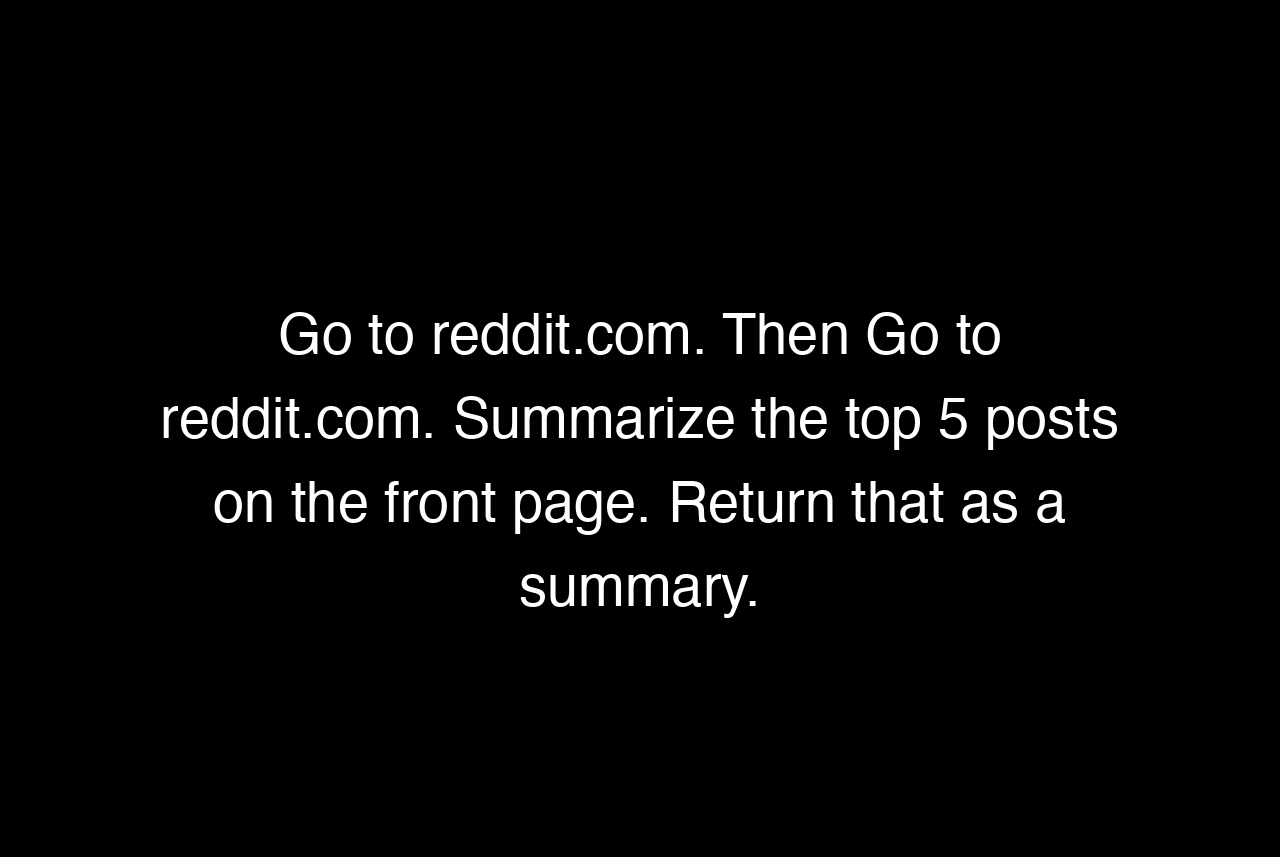 Go to reddit.com. Then Go to
reddit.com. Summarize the top 5 posts
on the front page. Return that as a
summary.